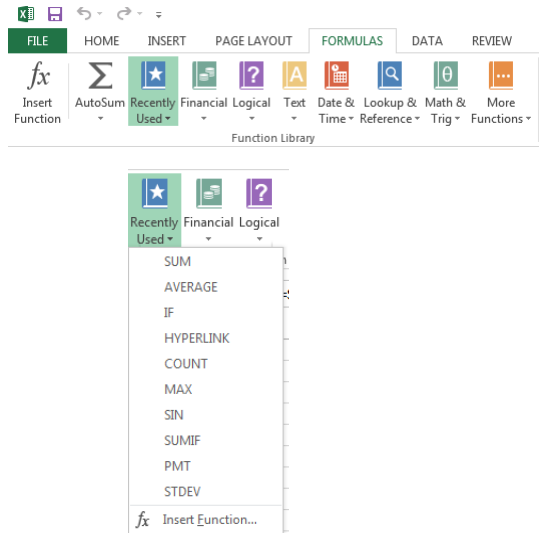 FILE HOME INSERT PAGE LAYOUT FORMULAS DATA REVIEW
fx Σ ? A θ ...
Insert AutoSum Recently Financial Logical Text Date & Lookup & Math & More
Function Used Time Reference Trig Functions
Function Library
?
Recently Financial Logical
Used
SUM
AVERAGE
IF
HYPERLINK
COUNT
MAX
SIN
SUMIF
PMT
STDEV
fx Insert Function...